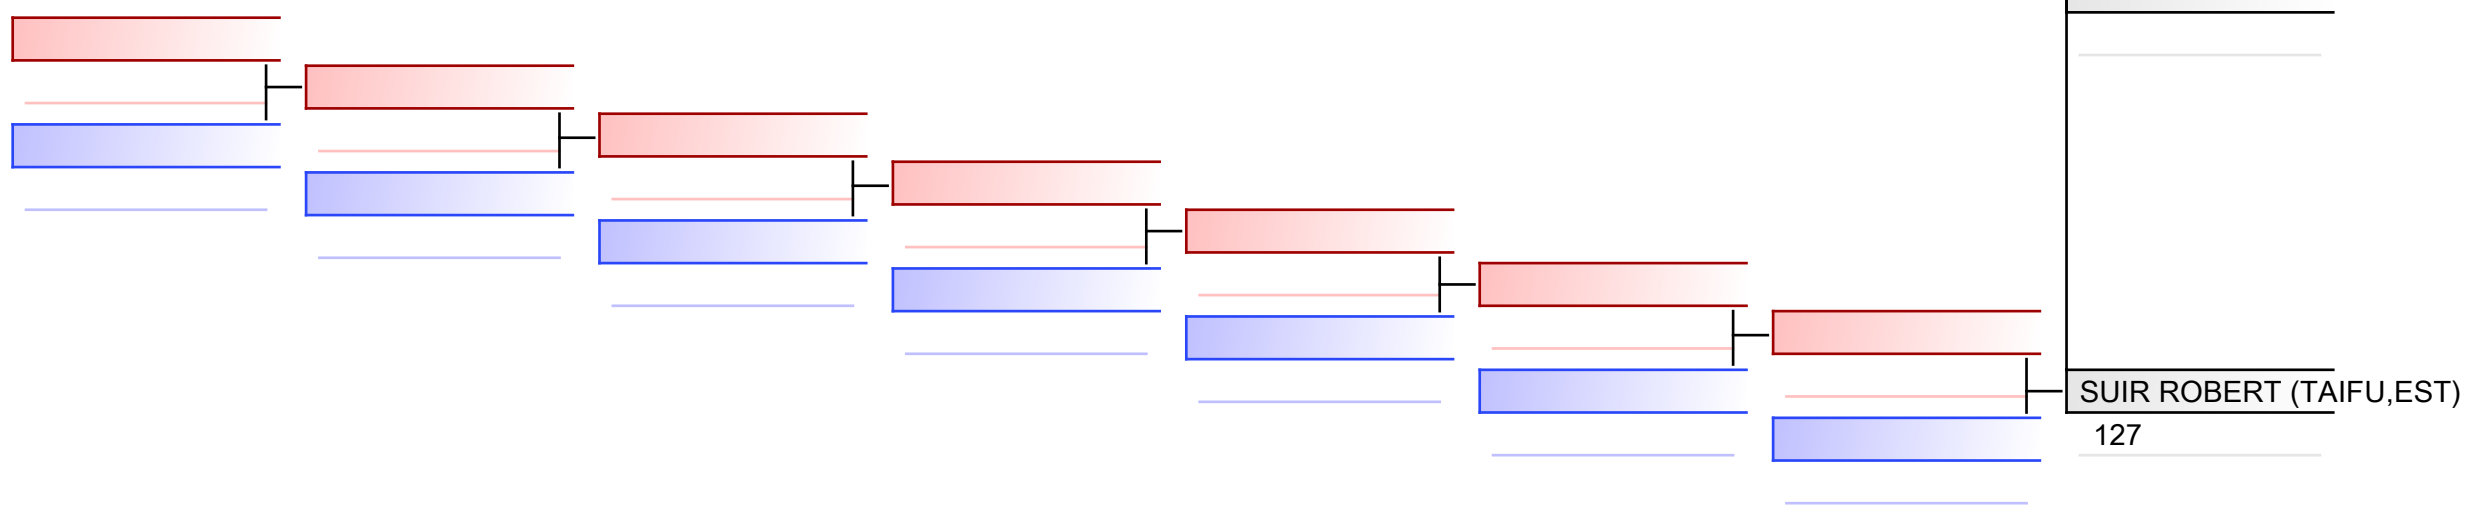 SUIR ROBERT (TAIFU,EST)
127